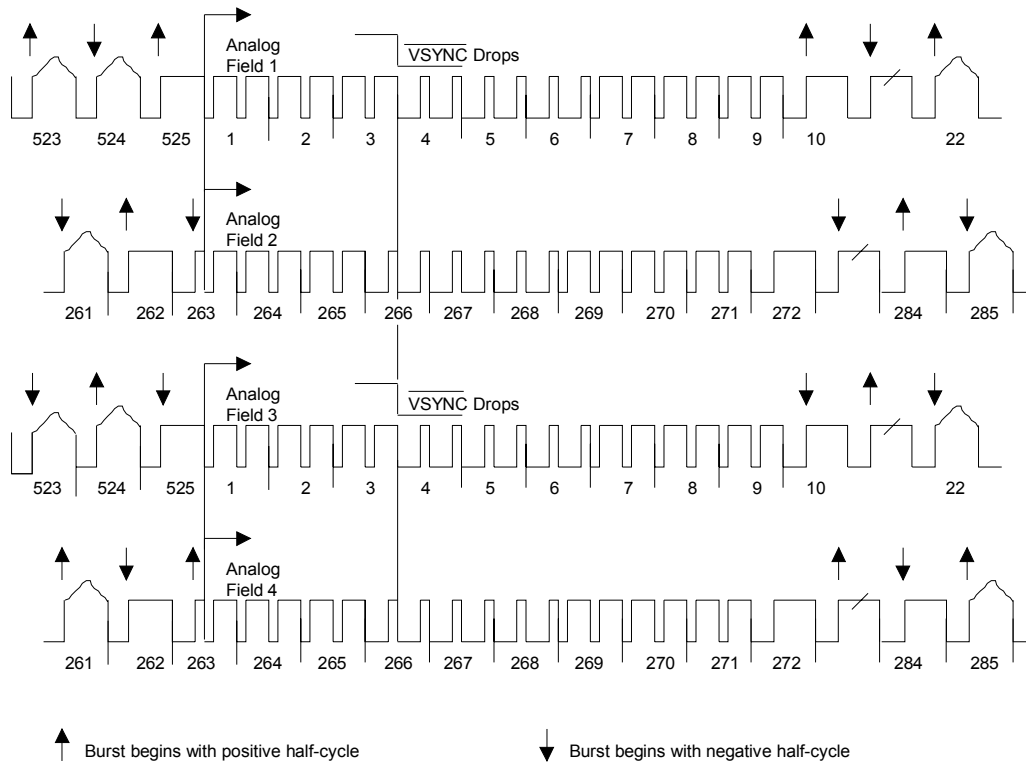 Analog
Field 1
VSYNC Drops
523 524 525 1 2 3 4 5 6 7 8 9 10 22
Analog
Field 2
261 262 263 264 265 266 267 268 269 270 271 272 284 285
Analog
Field 3
VSYNC Drops
523 524 525 1 2 3 4 5 6 7 8 9 10 22
Analog
Field 4
261 262 263 264 265 266 267 268 269 270 271 272 284 285
Burst begins with positive half-cycle
Burst begins with negative half-cycle